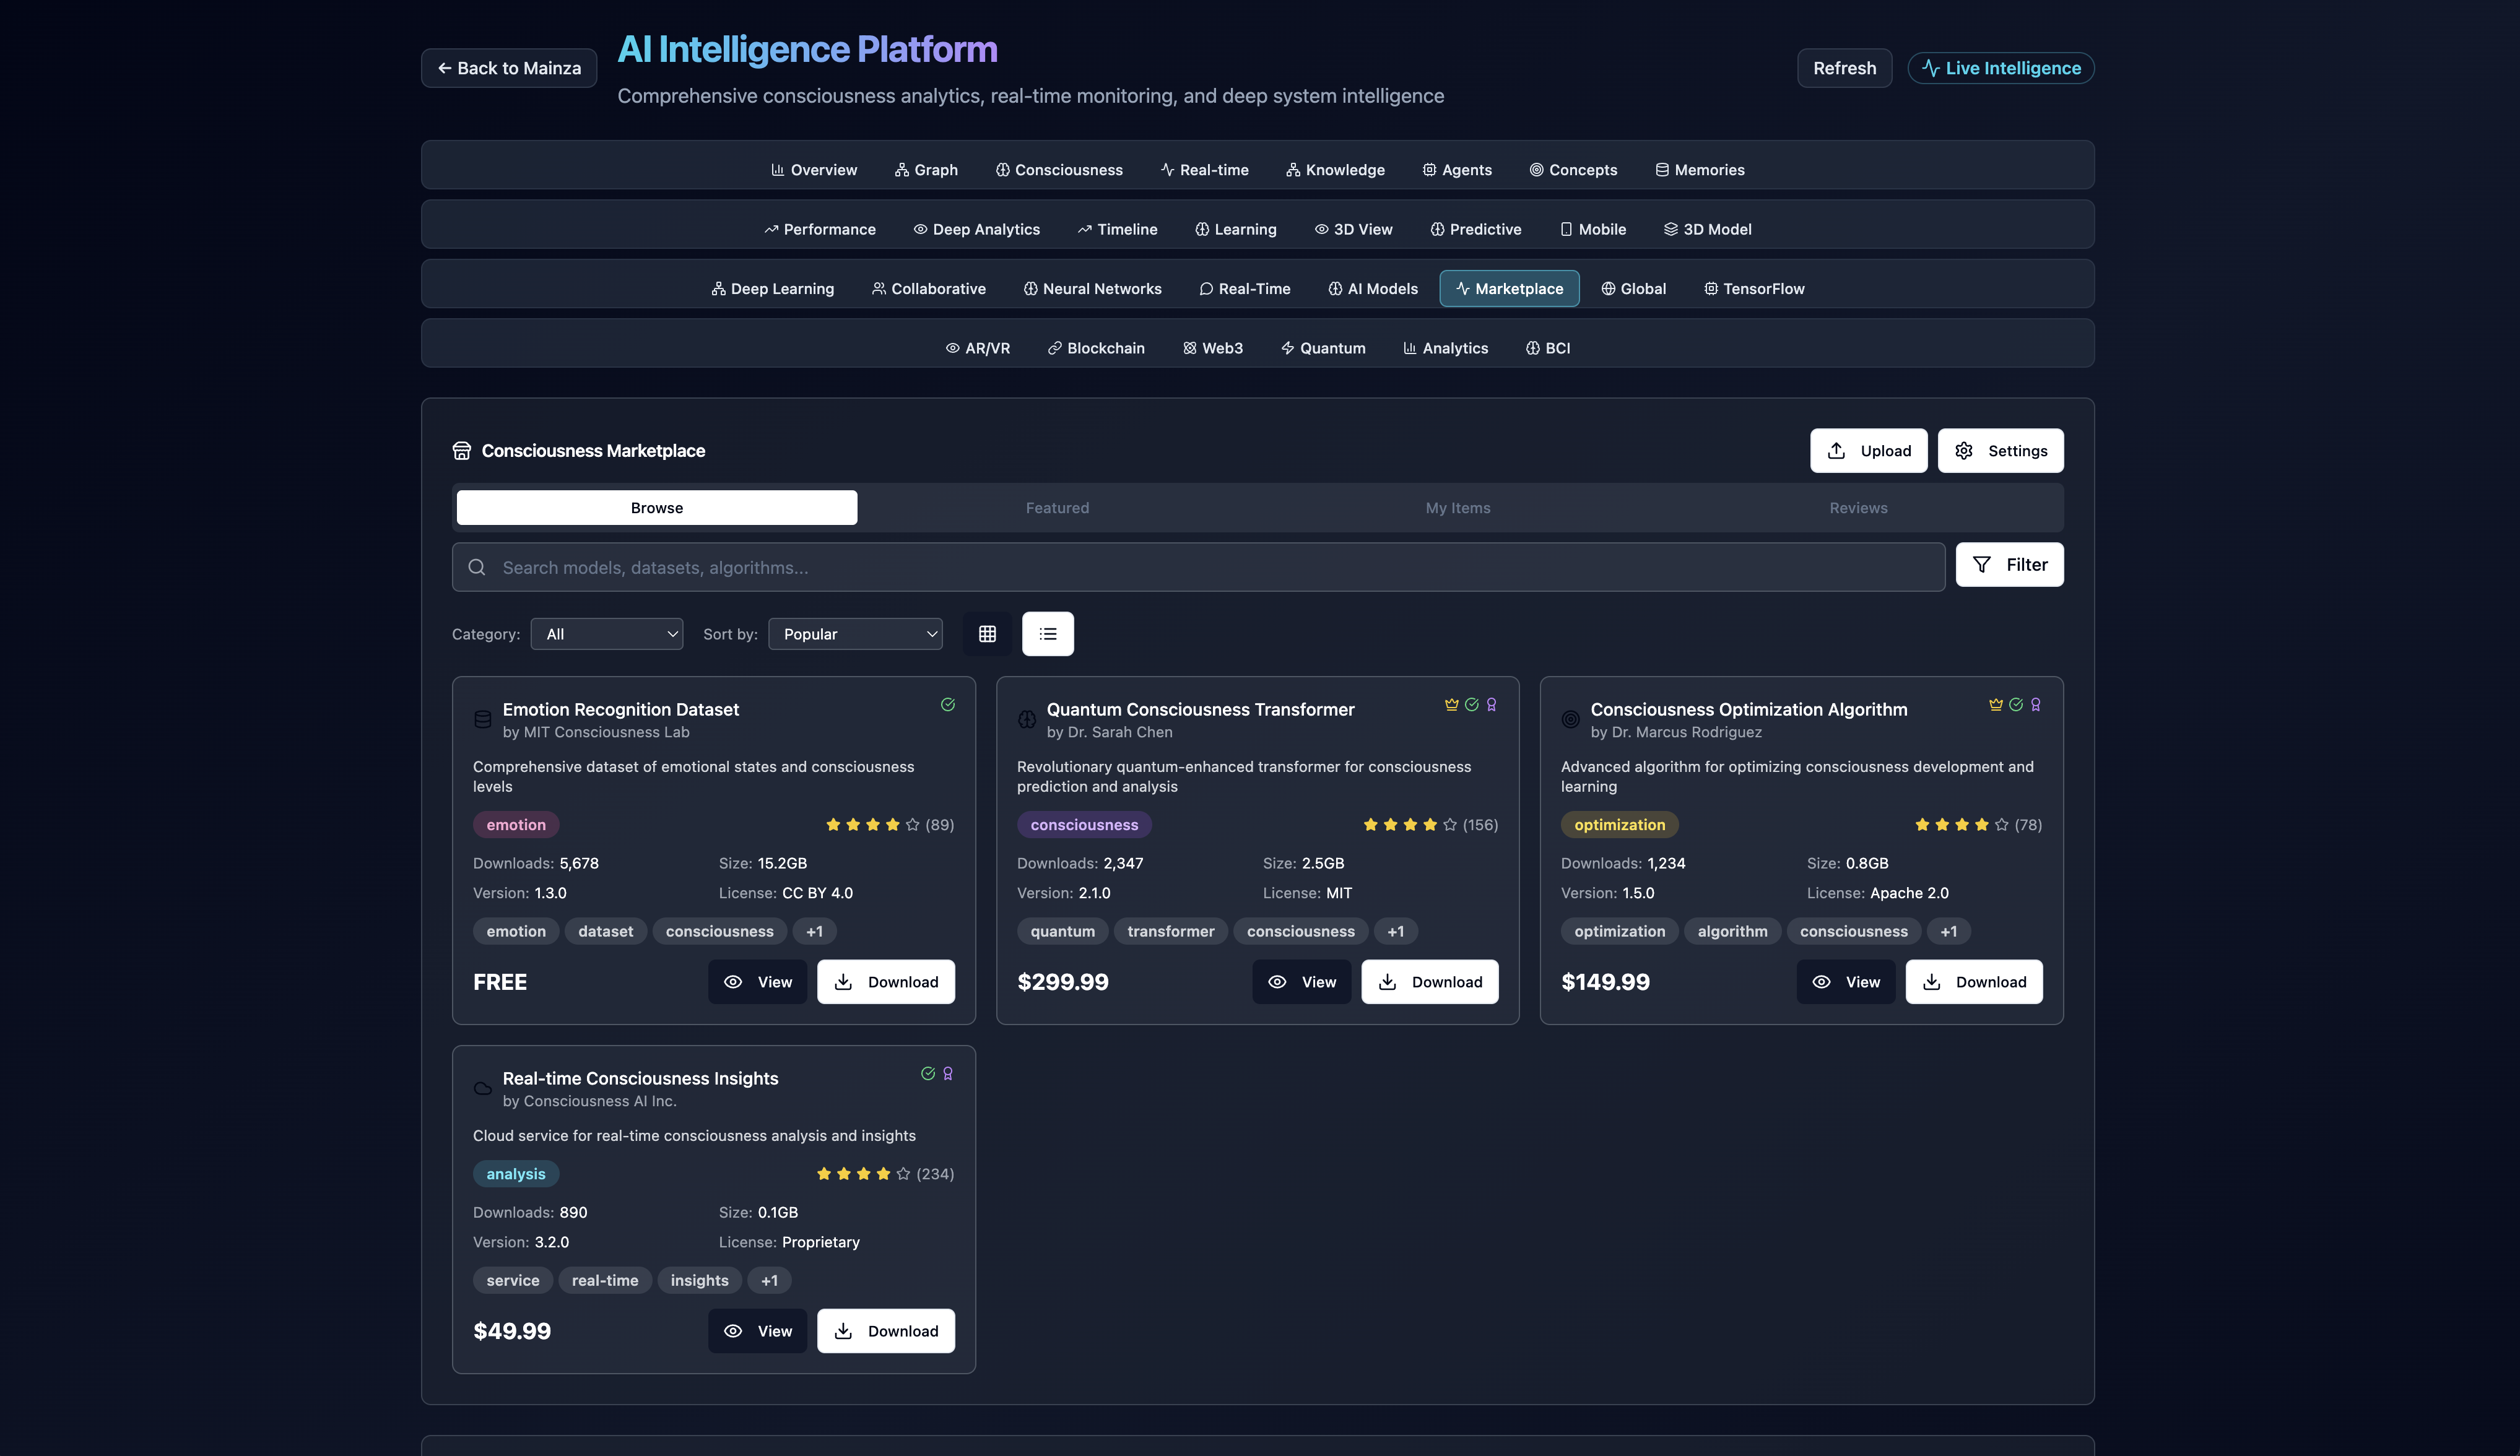 ← Back to Mainza
AI Intelligence Platform
Comprehensive consciousness analytics, real-time monitoring, and deep system intelligence
Refresh
Live Intelligence
Overview Graph Consciousness Real-time Knowledge Agents Concepts Memories
Performance Deep Analytics Timeline Learning 3D View Predictive Mobile 3D Model
Deep Learning Collaborative Neural Networks Real-Time AI Models Marketplace Global TensorFlow
AR/VR Blockchain Web3 Quantum Analytics BCI
Consciousness Marketplace
Upload Settings
Browse Featured My Items Reviews
Search models, datasets, algorithms...
Filter
Category: All Sort by: Popular
Emotion Recognition Dataset
by MIT Consciousness Lab
Comprehensive dataset of emotional states and consciousness
levels
emotion (89)
Downloads: 5,678 Size: 15.2GB
Version: 1.3.0 License: CC BY 4.0
emotion dataset consciousness +1
FREE View Download
Quantum Consciousness Transformer
by Dr. Sarah Chen
Revolutionary quantum-enhanced transformer for consciousness
prediction and analysis
consciousness (156)
Downloads: 2,347 Size: 2.5GB
Version: 2.1.0 License: MIT
quantum transformer consciousness +1
$299.99 View Download
Consciousness Optimization Algorithm
by Dr. Marcus Rodriguez
Advanced algorithm for optimizing consciousness development and
learning
optimization (78)
Downloads: 1,234 Size: 0.8GB
Version: 1.5.0 License: Apache 2.0
optimization algorithm consciousness +1
$149.99 View Download
Real-time Consciousness Insights
by Consciousness AI Inc.
Cloud service for real-time consciousness analysis and insights
analysis (234)
Downloads: 890 Size: 0.1GB
Version: 3.2.0 License: Proprietary
service real-time insights +1
$49.99 View Download